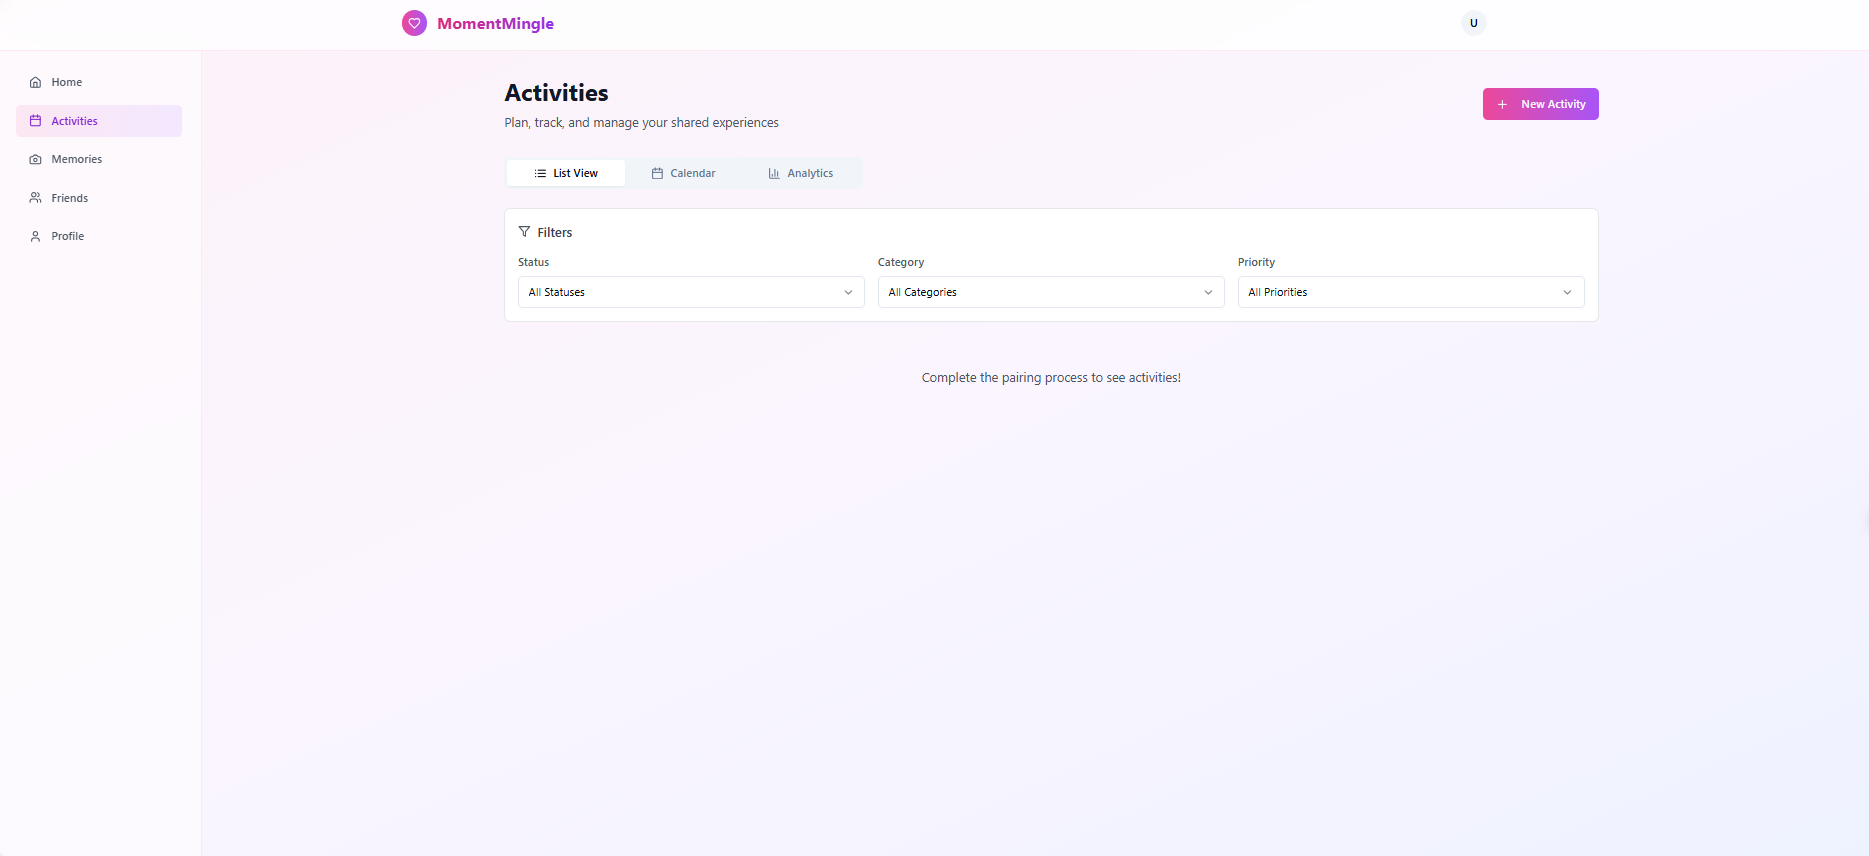 MomentMingle
U
Home
Activities
Memories
Friends
Profile
Activities
Plan, track, and manage your shared experiences
New Activity
List View
Calendar
Analytics
Filters
Status
Category
Priority
All Statuses
All Categories
All Priorities
Complete the pairing process to see activities!